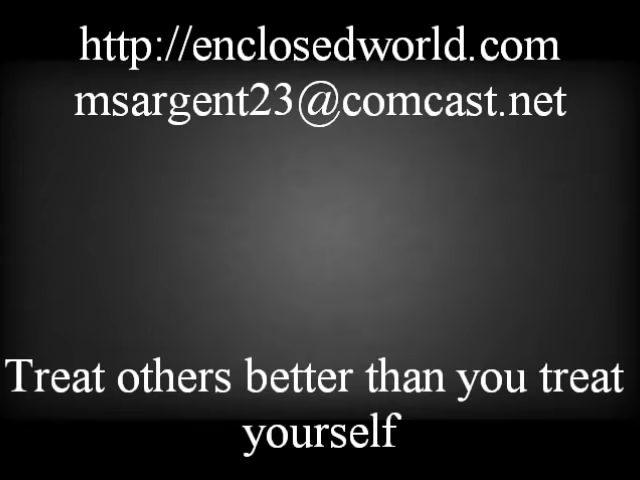 http://enclosedworld.com
msargent23@comcast.net
Treat others better than you treat
yourself